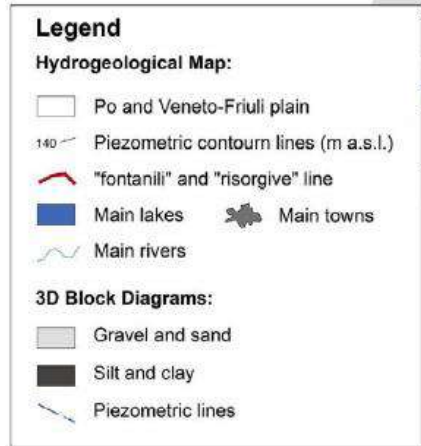 Legend
Hydrogeological Map:
Po and Veneto-Friuli plain
140 Piezometric contourn lines (m a.s.l.)
"fontanili" and "risorgive" line
Main lakes Main towns
Main rivers
3D Block Diagrams:
Gravel and sand
Silt and clay
Piezometric lines